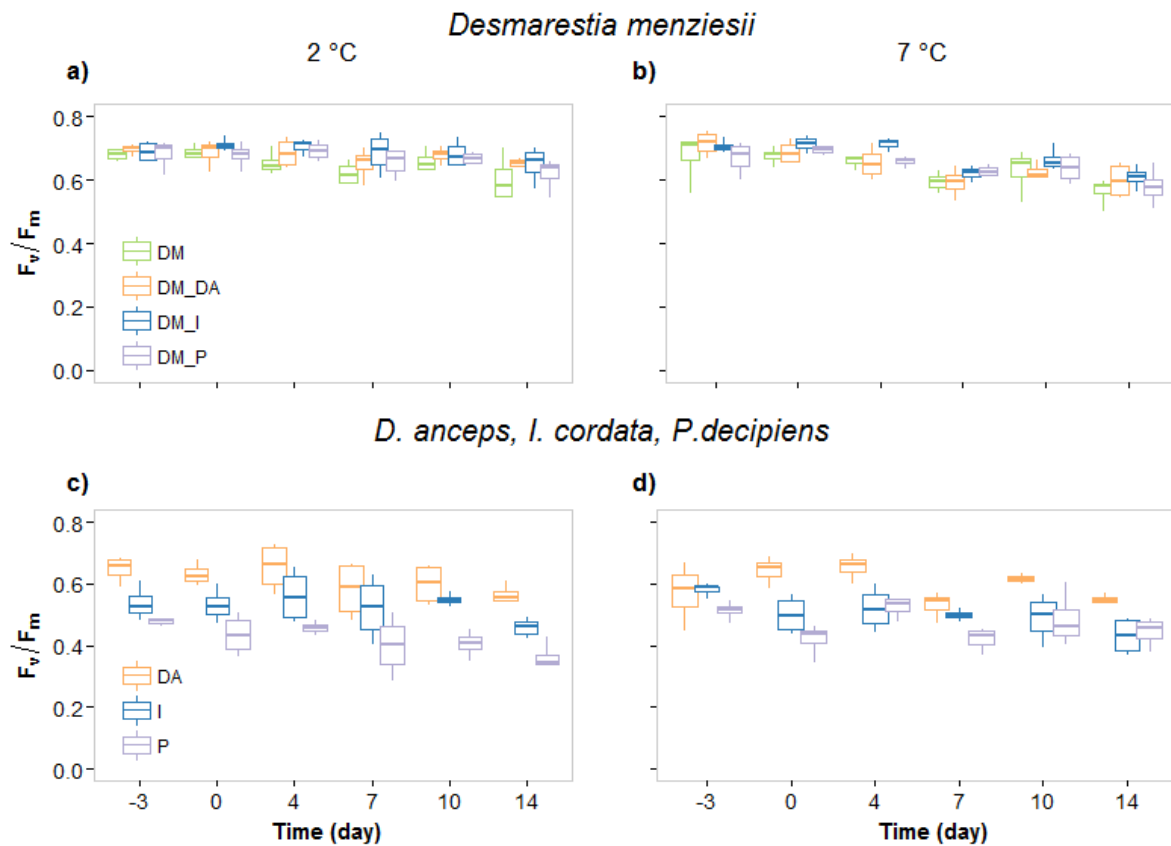 Desmarestia menziesii
2 °C
7 °C
a)
b)
0.8
0.6
0.4
0.2
0.0
Fv/Fm
DM
DM_DA
DM_I
DM_P
D. anceps, I. cordata, P.decipiens
c)
d)
0.8
0.6
0.4
0.2
0.0
Fv/Fm
DA
I
P
-3 0 4 7 10 14
-3 0 4 7 10 14
Time (day)
Time (day)